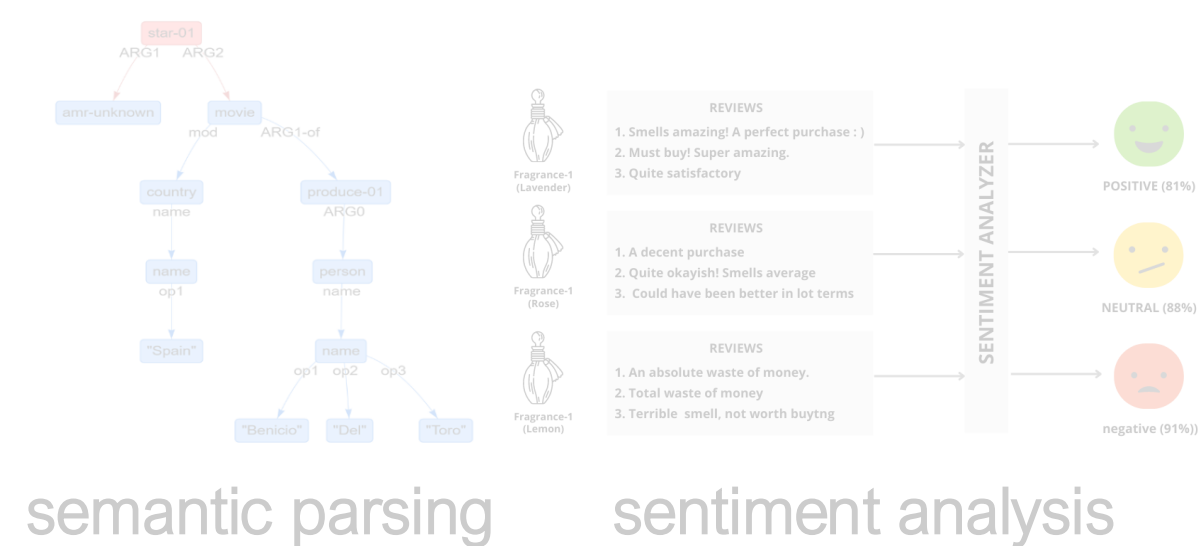 star-01
ARG1 ARG2
amr-unknown movie
mod ARG1-of
country produce-01
name ARG0
name person
op1 name
"Spain" name
op1 op2 op3
"Benicio" "Del" "Toro"
semantic parsing
Fragrance-1
(Lavender)
REVIEWS
1. Smells amazing! A perfect purchase : )
2. Must buy! Super amazing.
3. Quite satisfactory
Fragrance-1
(Rose)
REVIEWS
1. A decent purchase
2. Quite okayish! Smells average
3. Could have been better in lot terms
Fragrance-1
(Lemon)
REVIEWS
1. An absolute waste of money.
2. Total waste of money
3. Terrible smell, not worth buytng
SENTIMENT ANALYZER
POSITIVE (81%)
NEUTRAL (88%)
negative (91%))
sentiment analysis